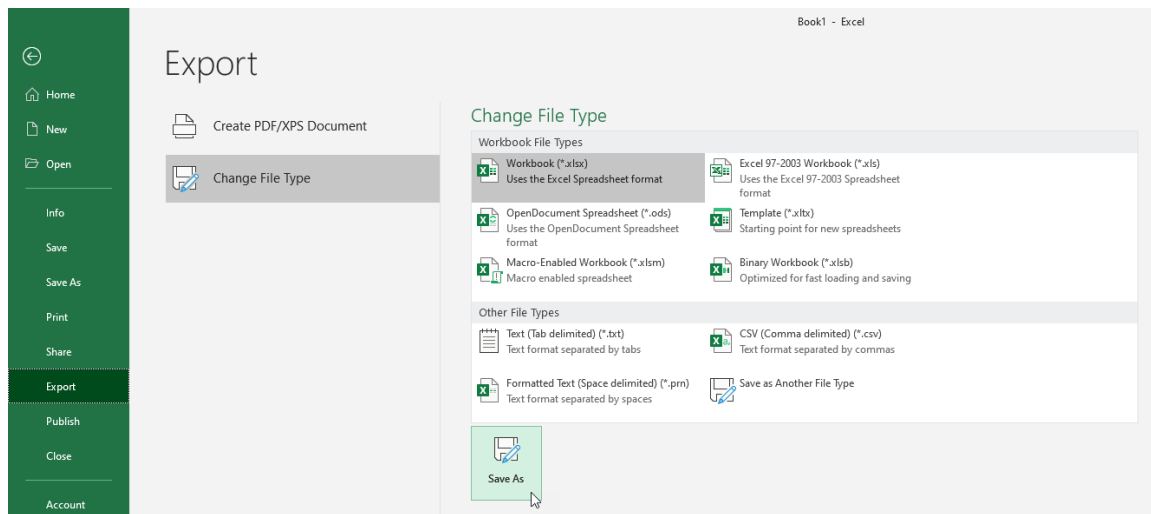 Book1 - Excel
Home
New
Open
Info
Save
Save As
Print
Share
Export
Publish
Close
Account
Export
Create PDF/XPS Document
Change File Type
Change File Type
Workbook File Types
Workbook (*.xlsx)
Uses the Excel Spreadsheet format
Excel 97-2003 Workbook (*.xls)
Uses the Excel 97-2003 Spreadsheet
format
OpenDocument Spreadsheet (*.ods)
Uses the OpenDocument Spreadsheet
format
Template (*.xltx)
Starting point for new spreadsheets
Macro-Enabled Workbook (*.xlsm)
Macro enabled spreadsheet
Binary Workbook (*.xlsb)
Optimized for fast loading and saving
Other File Types
Text (Tab delimited) (*.txt)
Text format separated by tabs
CSV (Comma delimited) (*.csv)
Text format separated by commas
Formatted Text (Space delimited) (*.prn)
Text format separated by spaces
Save as Another File Type
Save As